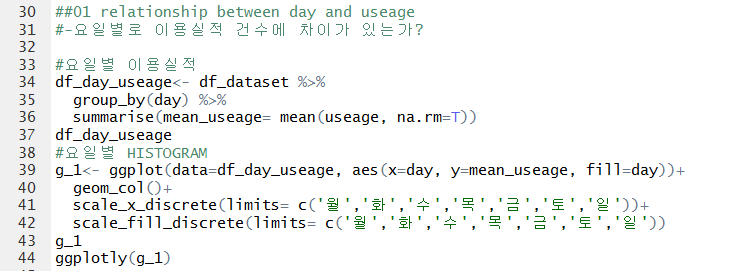 30 ##01 relationship between day and useage
31 #-요일별로 이용실적 건수에 차이가 있는가?
32
33 #요일별 이용실적
34 df_day_useage<- df_dataset %>%
35 group_by(day) %>%
36 summarise(mean_useage= mean(useage, na.rm=T))
37 df_day_useage
38 #요일별 HISTOGRAM
39 g_1<- ggplot(data=df_day_useage, aes(x=day, y=mean_useage, fill=day))+
40 geom_col()+
41 scale_x_discrete(limits= c('월','화','수','목','금','토','일'))+
42 scale_fill_discrete(limits= c('월','화','수','목','금','토','일'))
43 g_1
44 ggplotly(g_1)